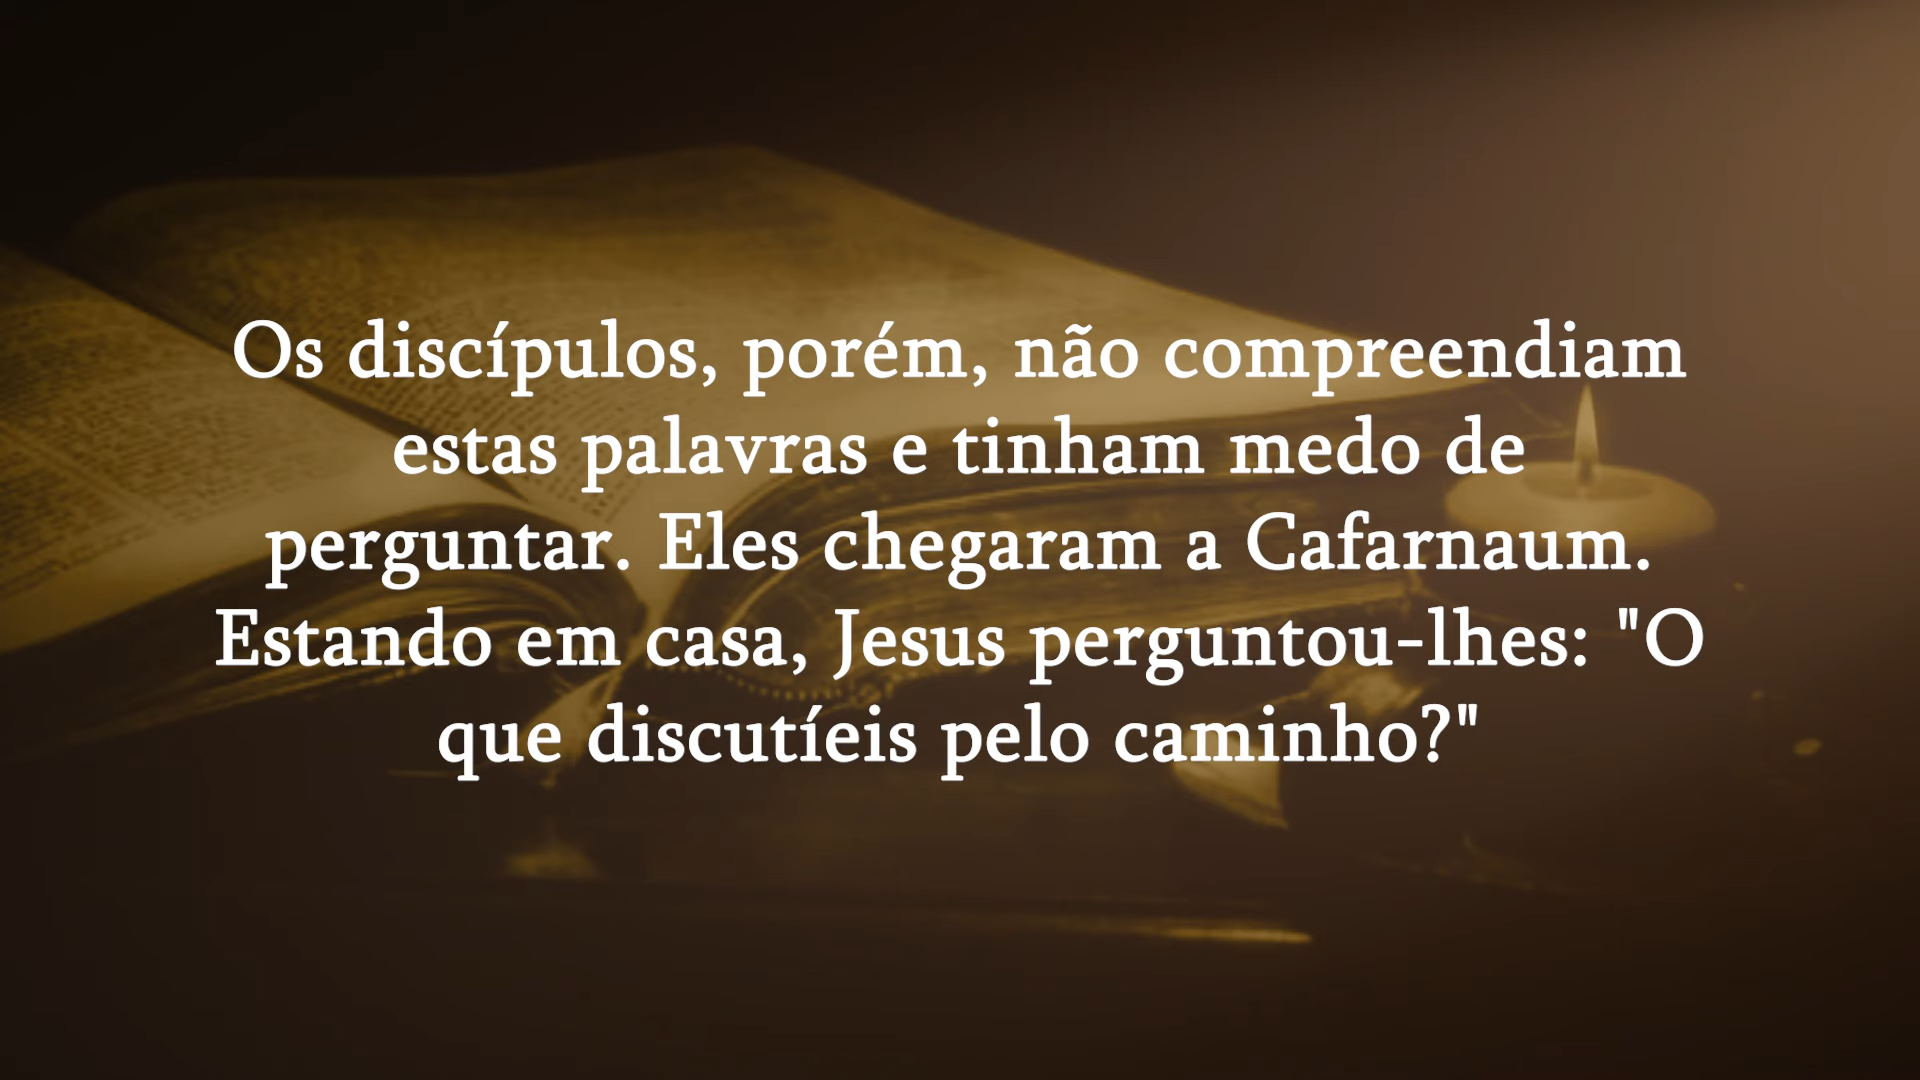 Os discípulos, porém, não compreendiam
estas palavras e tinham medo de
perguntar. Eles chegaram a Cafarnaum.
Estando em casa, Jesus perguntou-lhes: "O
que discutíeis pelo caminho?"